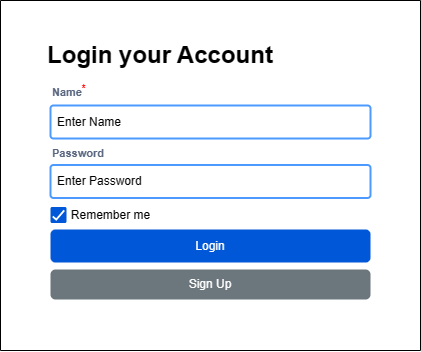 Login your Account
Name*
Enter Name
Password
Enter Password
Remember me
Login
Sign Up